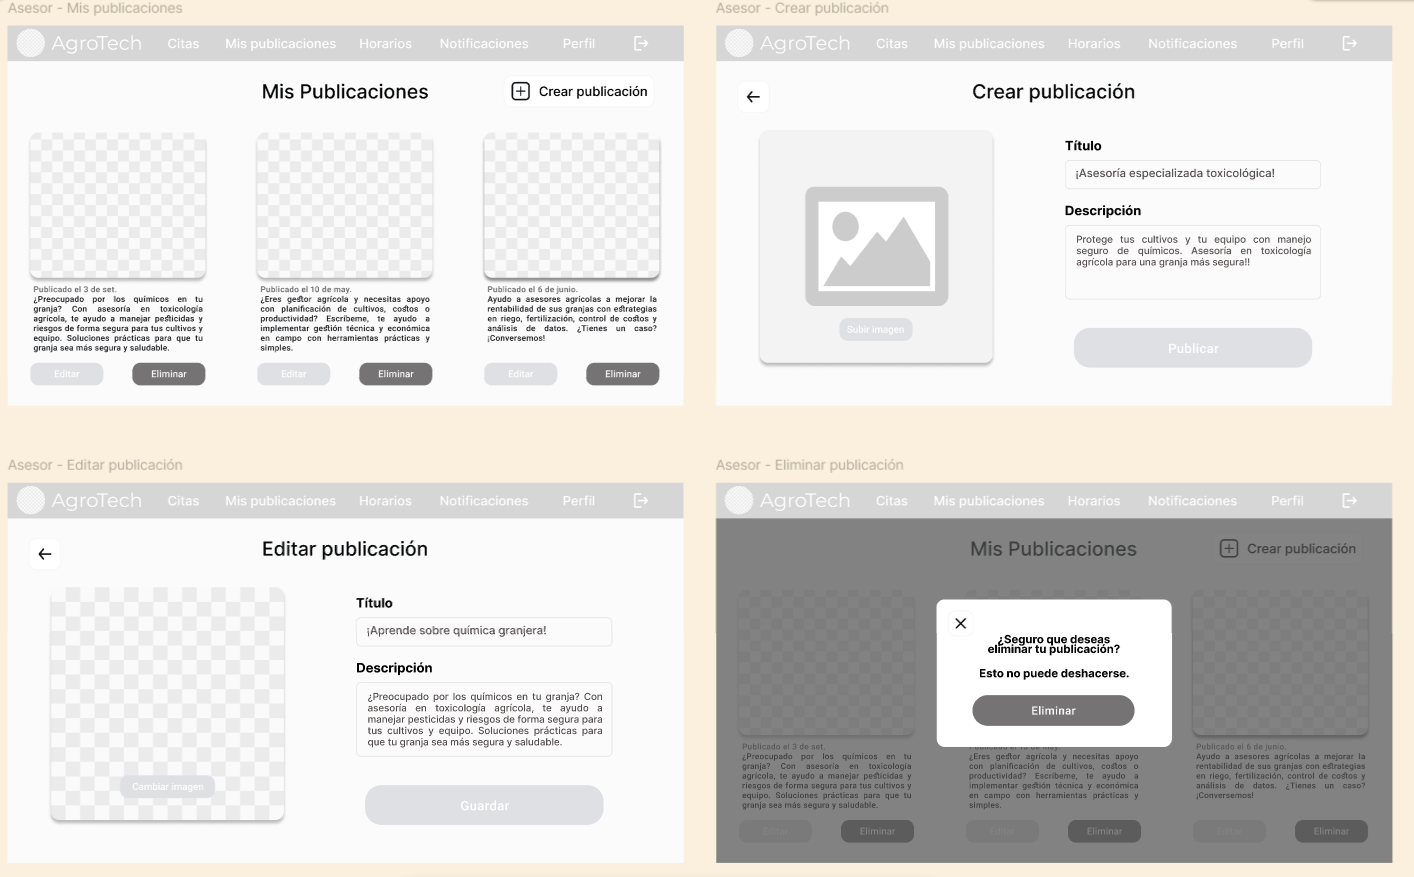 Asesor - Mis publicaciones
AgroTech Citas Mis publicaciones Horarios Notificaciones Perfil
Mis Publicaciones
Crear publicación
Publicado el 3 de set.
¿Preocupado por los químicos en tu
granja? Con asesoría en toxicología
agrícola, te ayudo a manejar pesticidas y
riesgos de forma segura para tus cultivos y
equipo. Soluciones prácticas para que tu
granja sea más segura y saludable.
Editar
Eliminar
Publicado el 10 de may.
¿Eres gestor agrícola y necesitas apoyo
con planificación de cultivos, costos o
productividad? Escríbeme, te ayudo a
implementar gestión técnica y económica
en campo con herramientas prácticas y
simples.
Editar
Eliminar
Publicado el 6 de junio.
Ayudo a asesores agrícolas a mejorar la
rentabilidad de sus granjas con estrategias
en riego, fertilización, control de costos y
análisis de datos. ¿Tienes un caso?
¡Conversemos!
Editar
Eliminar
Asesor - Crear publicación
AgroTech Citas Mis publicaciones Horarios Notificaciones Perfil
Crear publicación
Subir imagen
Título
¡Asesoría especializada toxicológica!
Descripción
Protege tus cultivos y tu equipo con manejo
seguro de químicos. Asesoría en toxicología
agrícola para una granja más segura!!
Publicar
Asesor - Editar publicación
AgroTech Citas Mis publicaciones Horarios Notificaciones Perfil
Editar publicación
Cambiar imagen
Título
¡Aprende sobre química granjera!
Descripción
¿Preocupado por los químicos en tu granja? Con
asesoría en toxicología agrícola, te ayudo a
manejar pesticidas y riesgos de forma segura para
tus cultivos y equipo. Soluciones prácticas para
que tu granja sea más segura y saludable.
Guardar
Asesor - Eliminar publicación
AgroTech Citas Mis publicaciones Horarios Notificaciones Perfil
Mis Publicaciones
Crear publicación
¿Seguro que deseas
eliminar tu publicación?
Esto no puede deshacerse.
Eliminar
Publicado el 3 de set.
¿Preocupado por los químicos en tu
granja? Con asesoría en toxicología
agrícola, te ayudo a manejar pesticidas y
riesgos de forma segura para tus cultivos y
equipo. Soluciones prácticas para que tu
granja sea más segura y saludable.
Editar
Eliminar
Publicado el 10 de may.
¿Eres gestor agrícola y necesitas apoyo
con planificación de cultivos, costos o
productividad? Escríbeme, te ayudo a
implementar gestión técnica y económica
en campo con herramientas prácticas y
simples.
Editar
Eliminar
Publicado el 6 de junio.
Ayudo a asesores agrícolas a mejorar la
rentabilidad de sus granjas con estrategias
en riego, fertilización, control de costos y
análisis de datos. ¿Tienes un caso?
¡Conversemos!
Editar
Eliminar